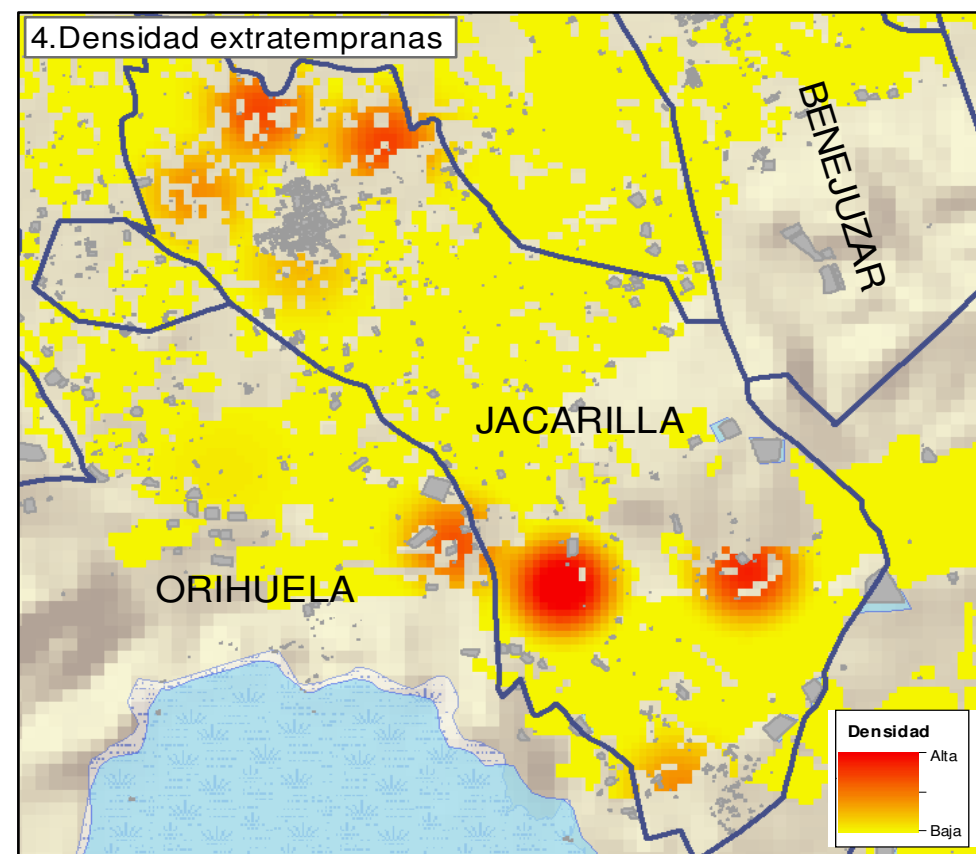 4.Densidad extratempranas
BENEJUZAR
JACARILLA
ORIHUELA
Densidad
Alta
Baja